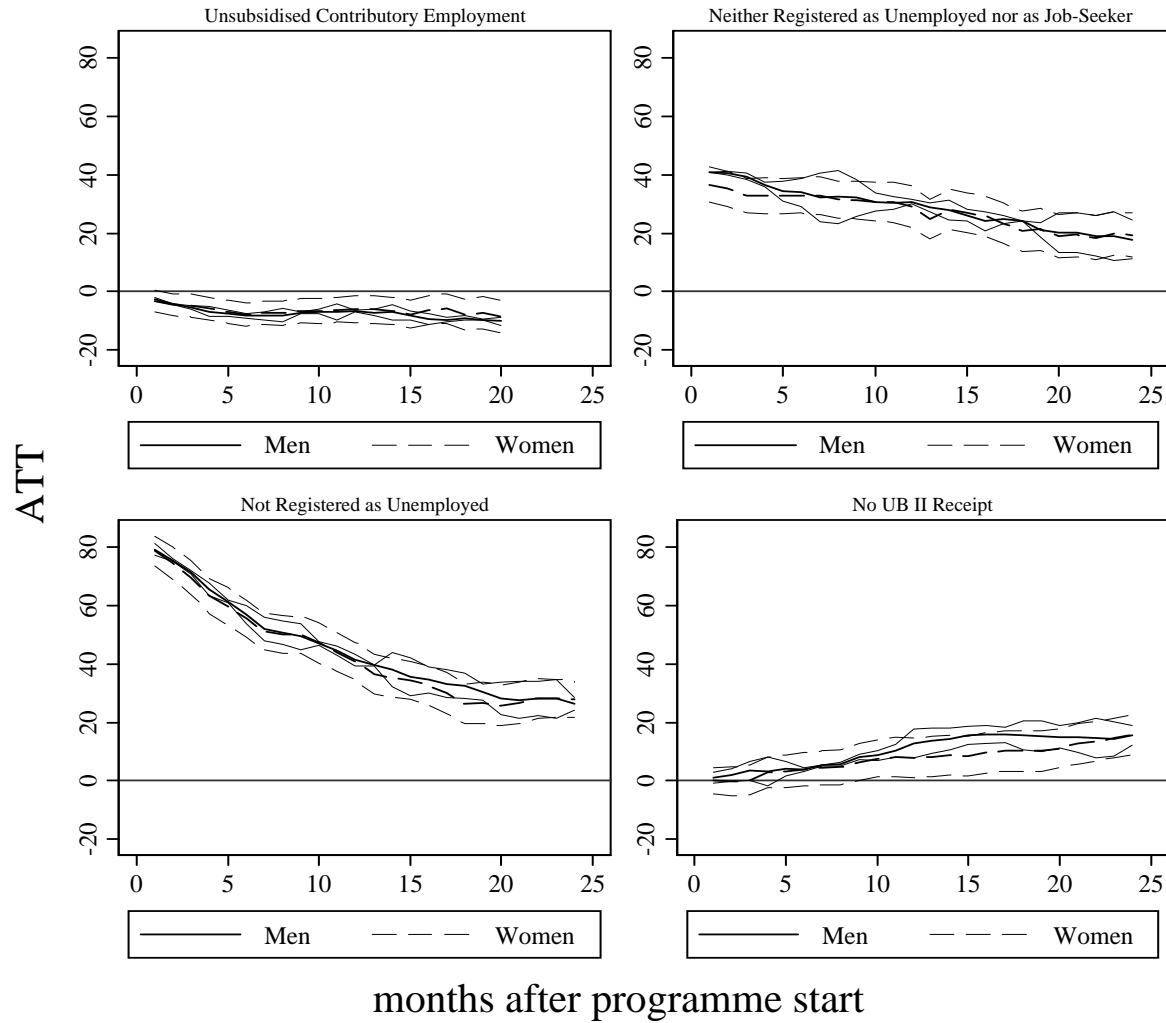 Unsubsidised Contributory Employment
80
60
40
20
0
-20
0 5 10 15 20 25
Men Women
Neither Registered as Unemployed nor as Job-Seeker
80
60
40
20
0
-20
0 5 10 15 20 25
Men Women
ATT
Not Registered as Unemployed
80
60
40
20
0
-20
0 5 10 15 20 25
Men Women
No UB II Receipt
80
60
40
20
0
-20
0 5 10 15 20 25
Men Women
months after programme start